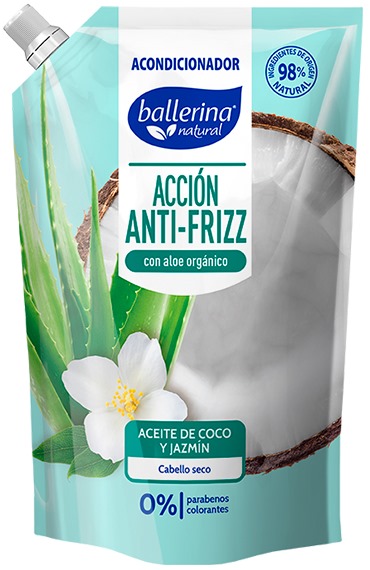 ACONDICIONADOR
INGREDIENTES DE ORIGEN
98%
NATURAL
ballerina®
natural
ACCIÓN
ANTI-FRIZZ
con aloe orgánico
ACEITE DE COCO
Y JAZMÍN
Cabello seco
0% parabenos
colorantes